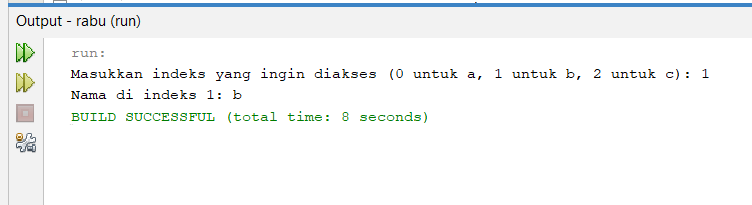 Output - rabu (run)
run:
Masukkan indeks yang ingin diakses (0 untuk a, 1 untuk b, 2 untuk c): 1
Nama di indeks 1: b
BUILD SUCCESSFUL (total time: 8 seconds)